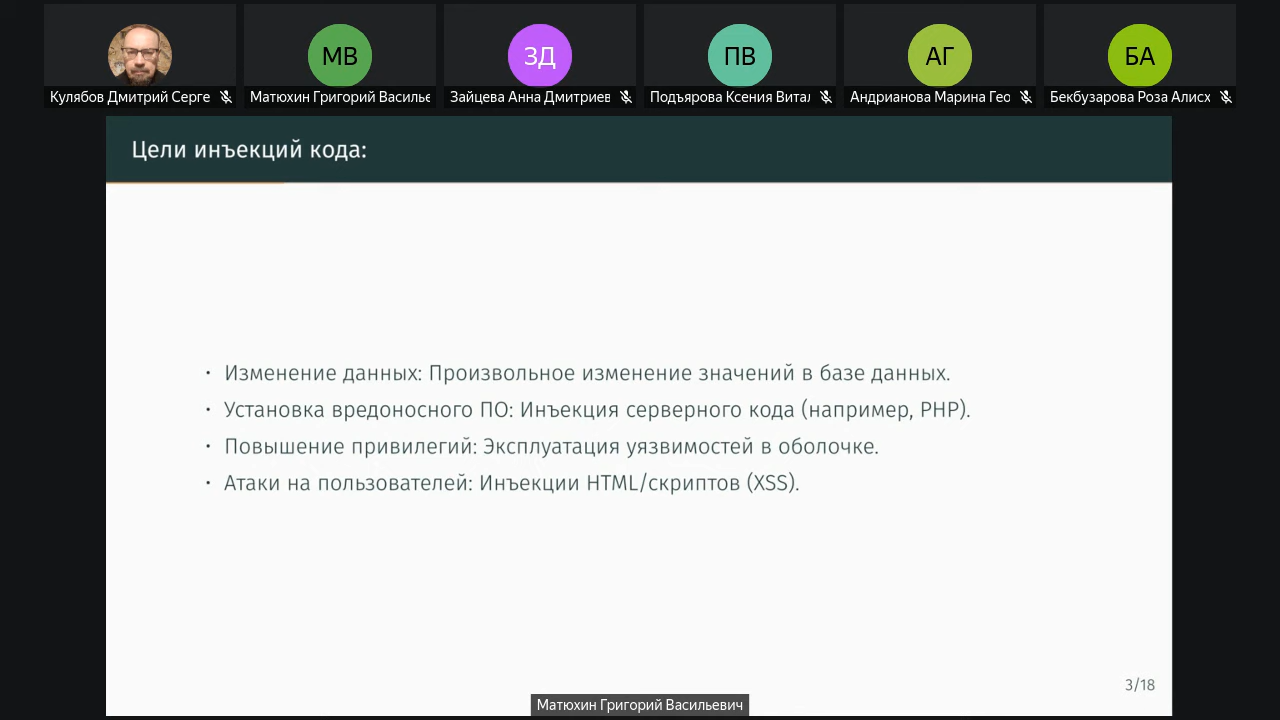 МВ
ЗД
ПВ
АГ
БА
Кулябов Дмитрий Серге
Матюхин Григорий Василье
Зайцева Анна Дмитриев
Подъярова Ксения Витал
Андрианова Марина Гео
Бекбузарова Роза Алисх
Цели инъекций кода:
· Изменение данных: Произвольное изменение значений в базе данных.
· Установка вредоносного ПО: Инъекция серверного кода (например, PHP).
· Повышение привилегий: Эксплуатация уязвимостей в оболочке.
· Атаки на пользователей: Инъекции HTML/скриптов (XSS).
3/18
Матюхин Григорий Васильевич